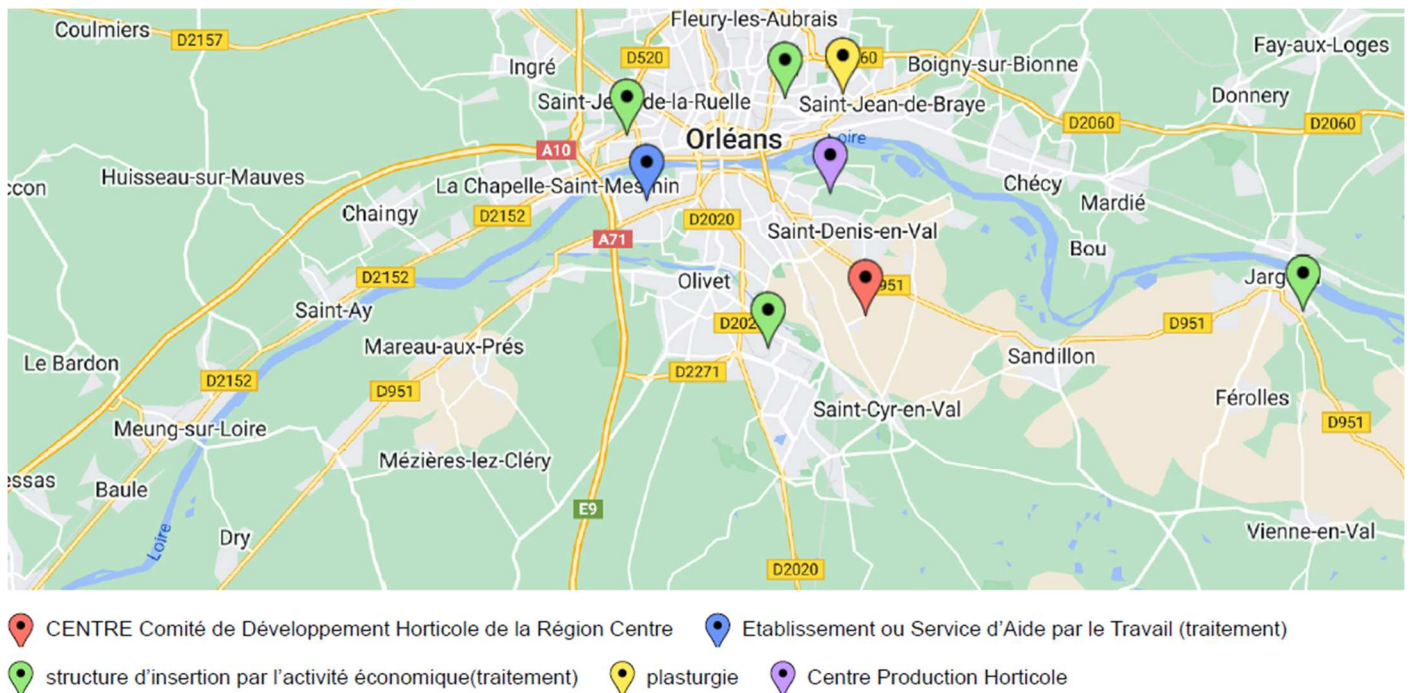 Coulmiers
D2157
Fleury-les-Aubrais
Ingré
D520
60
Boigny-sur-Bionne
Fay-aux-Loges
Saint-Je de-la-Ruelle
Saint-Jean-de-Braye
Donnery
D2060
D2060
Orléans
Loire
A10
ccon
Huisseau-sur-Mauves
La Chapelle-Saint-Mesmin
Chécy
Mardié
Chaingy
D2152
D2020
Saint-Denis-en-Val
A71
Bou
D2152
Olivet
951
Jarg
Saint-Ay
D202
D951
Le Bardon
Mareau-aux-Prés
Sandillon
D2152
D951
D2271
Férolles
Saint-Cyr-en-Val
D951
Meung-sur-Loire
Mézières-lez-Cléry
essas
Baule
E9
Loire
Dry
Vienne-en-Val
D2020
CENTRE Comité de Développement Horticole de la Région Centre
Etablissement ou Service d'Aide par le Travail (traitement)
structure d'insertion par l'activité économique(traitement)
plasturgie
Centre Production Horticole